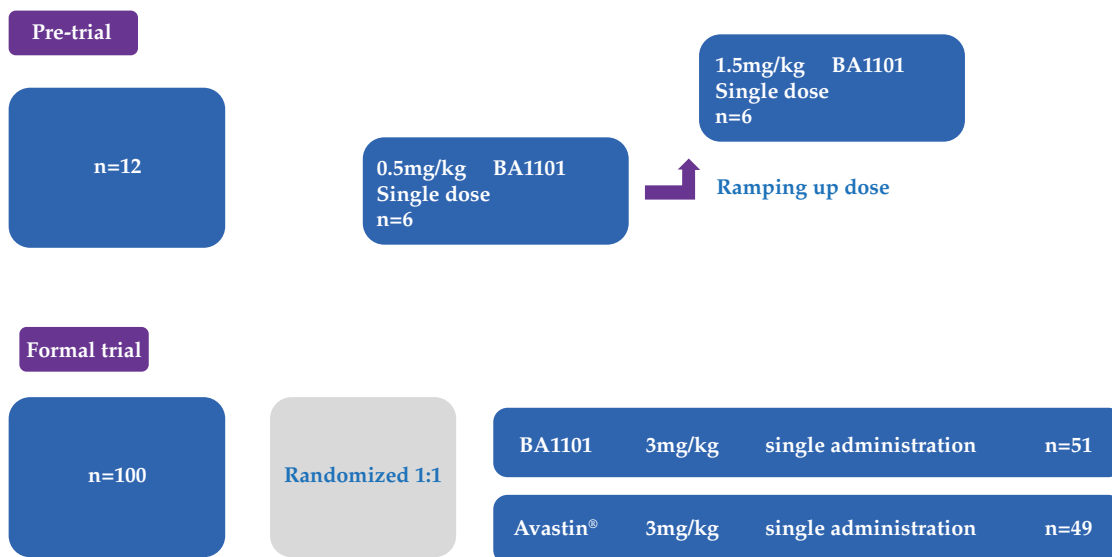 Pre-trial
n=12
0.5mg/kg BA1101
Single dose
n=6
1.5mg/kg BA1101
Single dose
n=6
Ramping up dose
Formal trial
n=100
Randomized 1:1
BA1101 3mg/kg single administration n=51
Avastin® 3mg/kg single administration n=49